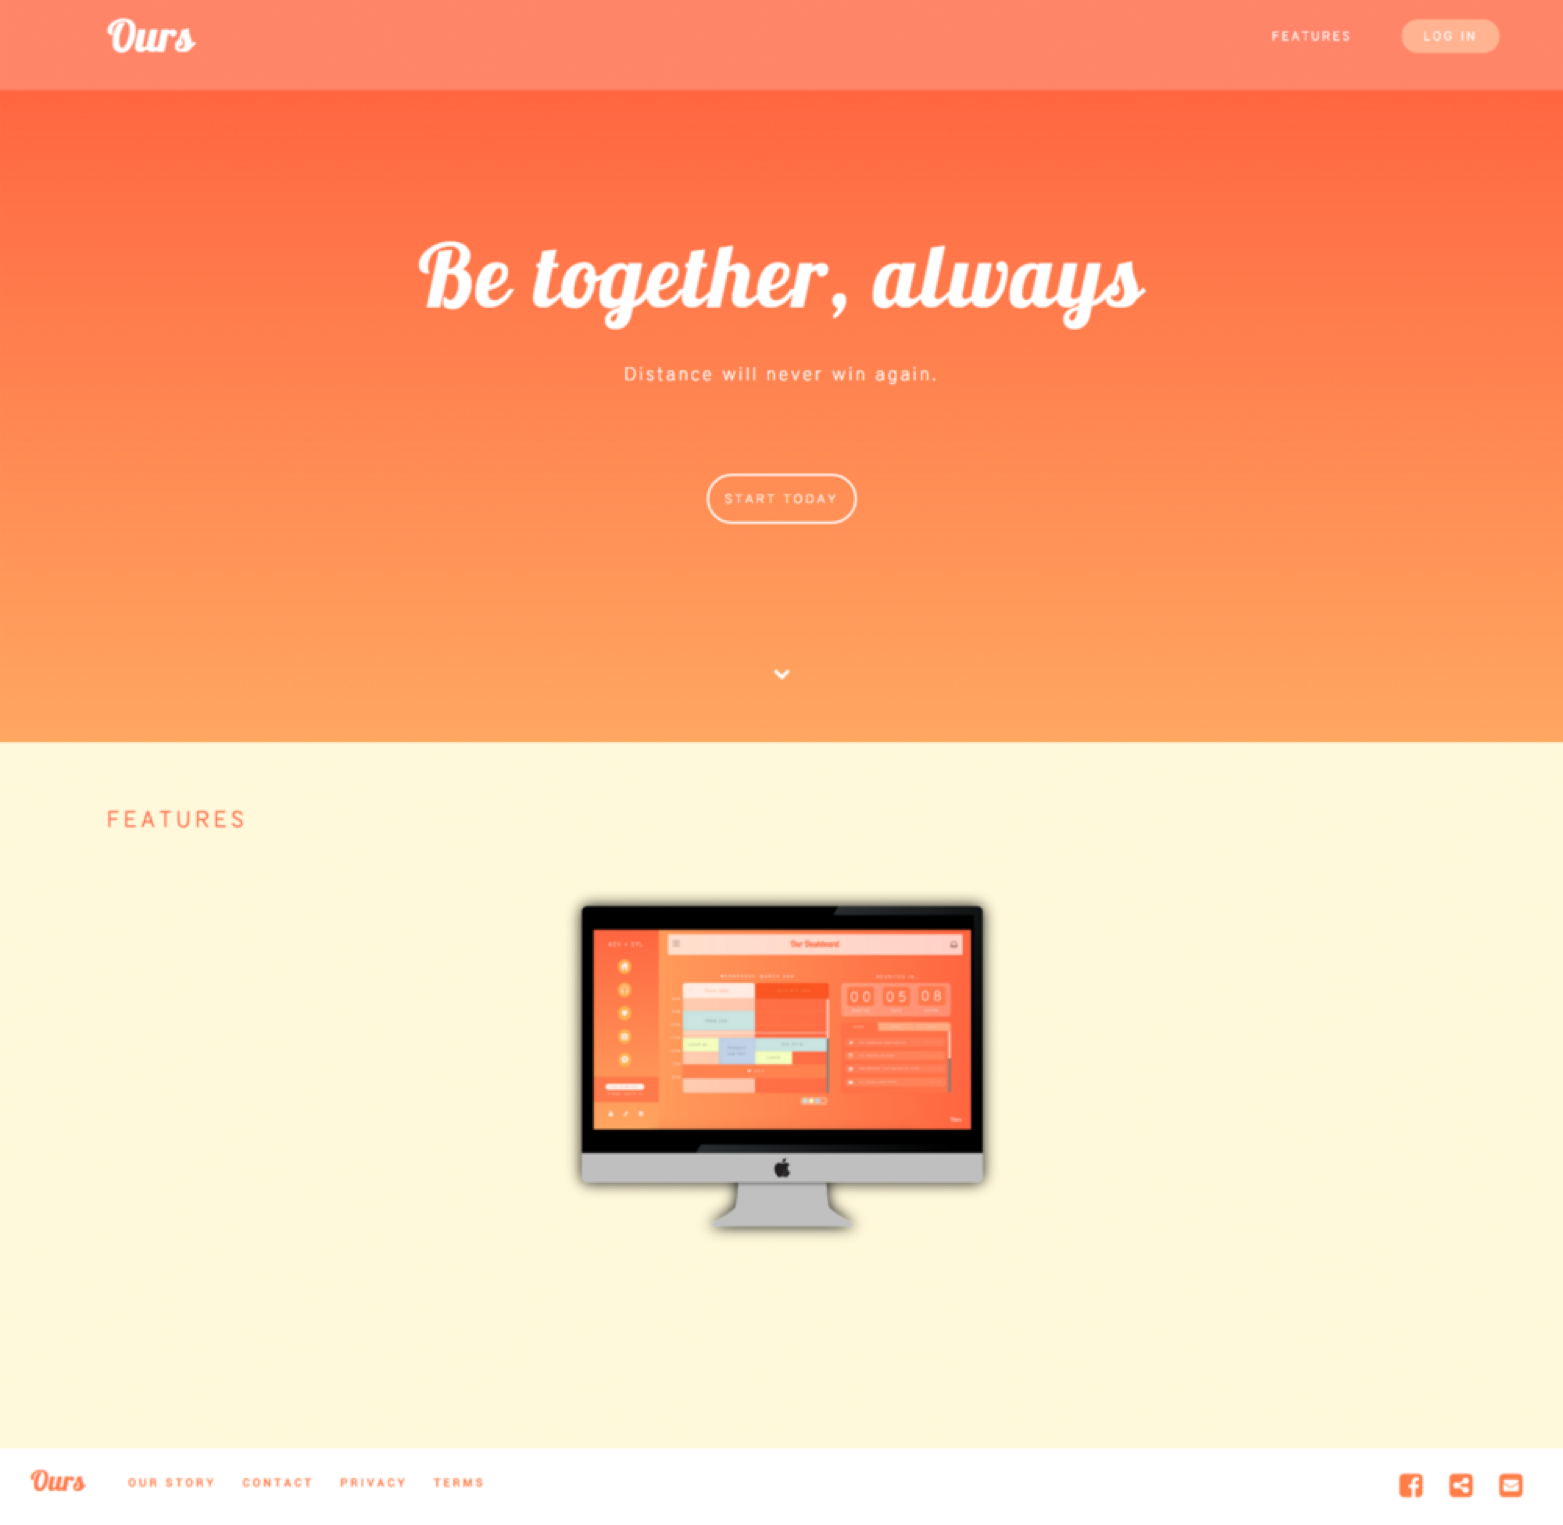 Ours
FEATURES
LOG IN
Be together, always
Distance will never win again.
START TODAY
FEATURES
Our Dashboard
00 05 08
Ours
OUR STORY
CONTACT
PRIVACY
TERMS